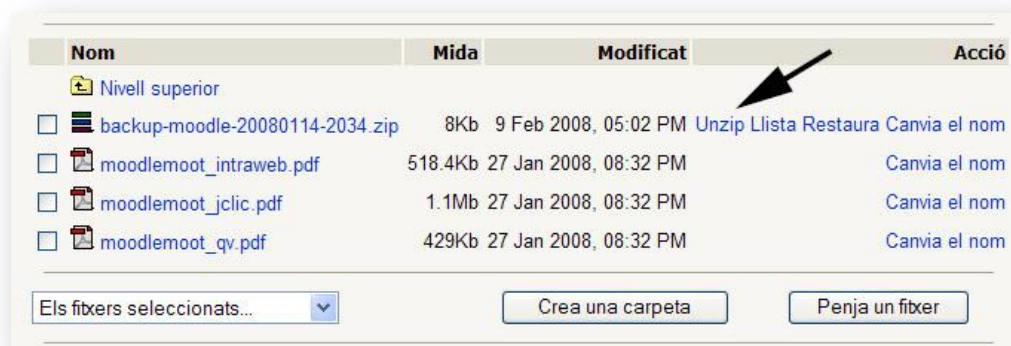 Nom Mida Modificat Acció
Nivell superior
backup-moodle-20080114-2034.zip 8Kb 9 Feb 2008, 05:02 PM Unzip Llista Restaura Canvia el nom
moodlemoot_intraweb.pdf 518.4Kb 27 Jan 2008, 08:32 PM Canvia el nom
moodlemoot_jclic.pdf 1.1Mb 27 Jan 2008, 08:32 PM Canvia el nom
moodlemoot_qv.pdf 429Kb 27 Jan 2008, 08:32 PM Canvia el nom
Els fitxers seleccionats... Crea una carpeta Penja un fitxer